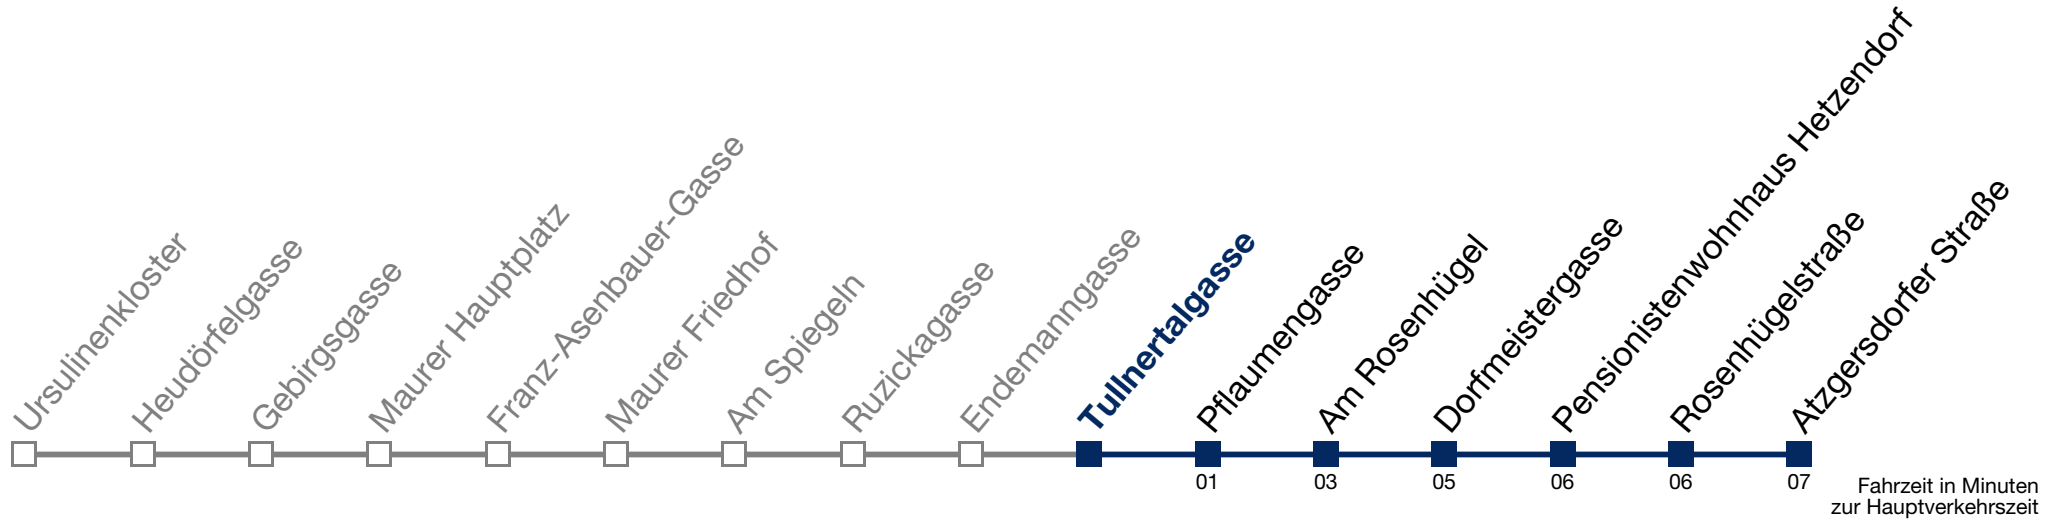 Ursulinenkloster
Heudörfelgasse
Gebirgsgasse
Maurer Hauptplatz
Franz-Asenbauer-Gasse
Maurer Friedhof
Am Spiegeln
Ruzickagasse
Endemanngasse
Tullnertalgasse
Pflaumengasse
Am Rosenhügel
Dorfmeistergasse
Pensionistenwohnhaus Hetzendorf
Rosenhügelstraße
Atzgersdorfer Straße
01
03
05
06
06
07
Fahrzeit in Minuten
zur Hauptverkehrszeit